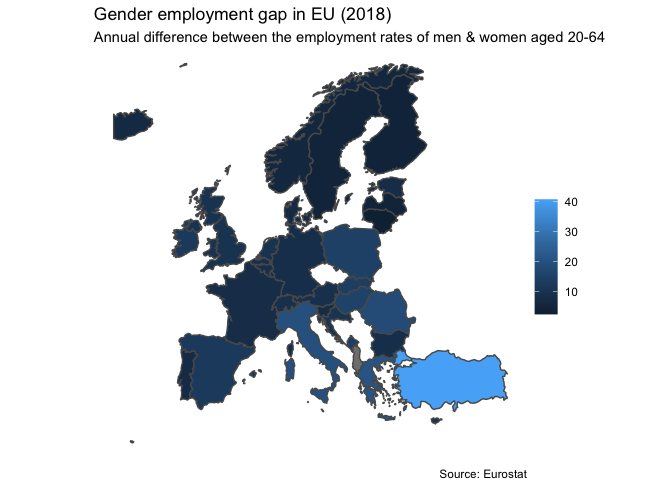 Gender employment gap in EU (2018)
Annual difference between the employment rates of men & women aged 20-64
40
30
20
10
Source: Eurostat